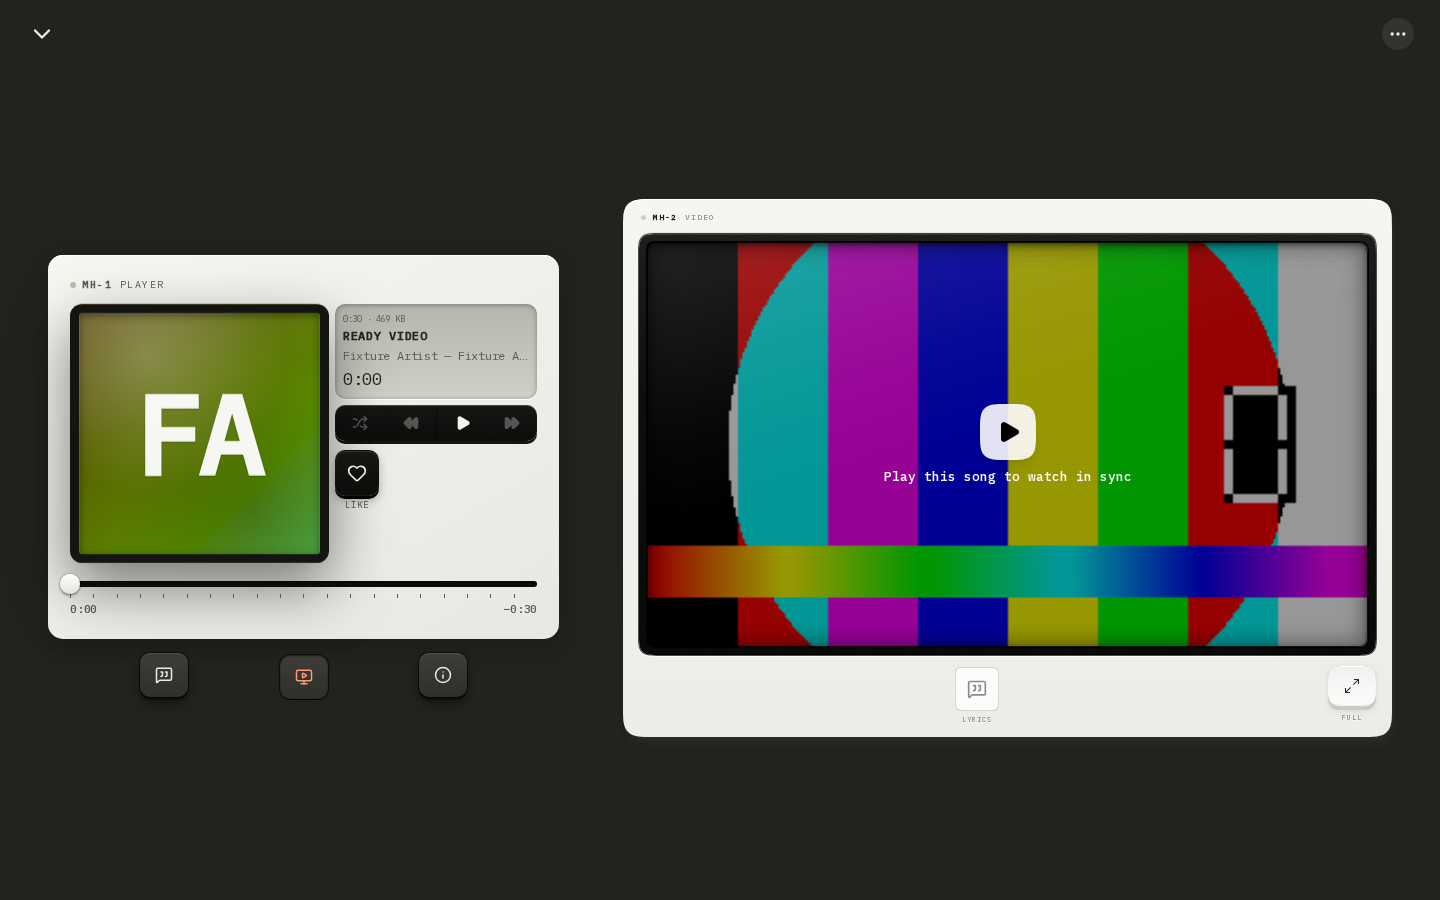 MH-1 PLAYER
FA
0:30 · 469 KB
READY VIDEO
Fixture Artist — Fixture A…
0:00
LIKE
0:00
−0:30
MH-2 VIDEO
Play this song to watch in sync
LYRICS
FULL